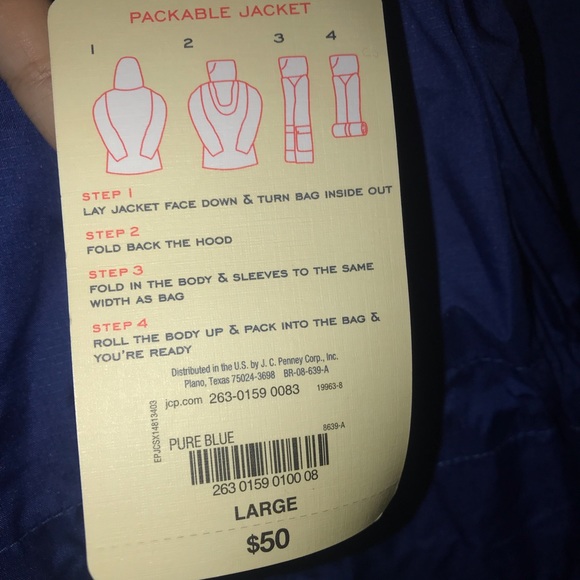 PACKABLE JACKET
1 2 3 4
STEP 1
LAY JACKET FACE DOWN & TURN BAG INSIDE OUT
STEP 2
FOLD BACK THE HOOD
STEP 3
FOLD IN THE BODY & SLEEVES TO THE SAME
WIDTH AS BAG
STEP 4
ROLL THE BODY UP & PACK INTO THE BAG &
YOU'RE READY
Distributed in the U.S. by J. C. Penney Corp., Inc.
Plano, Texas 75024-3698 BR-08-639-A
jcp.com 263-0159 0083 19963-8
EPJCSX14813403
PURE BLUE 8639-A
263 0159 0100 08
LARGE
$50